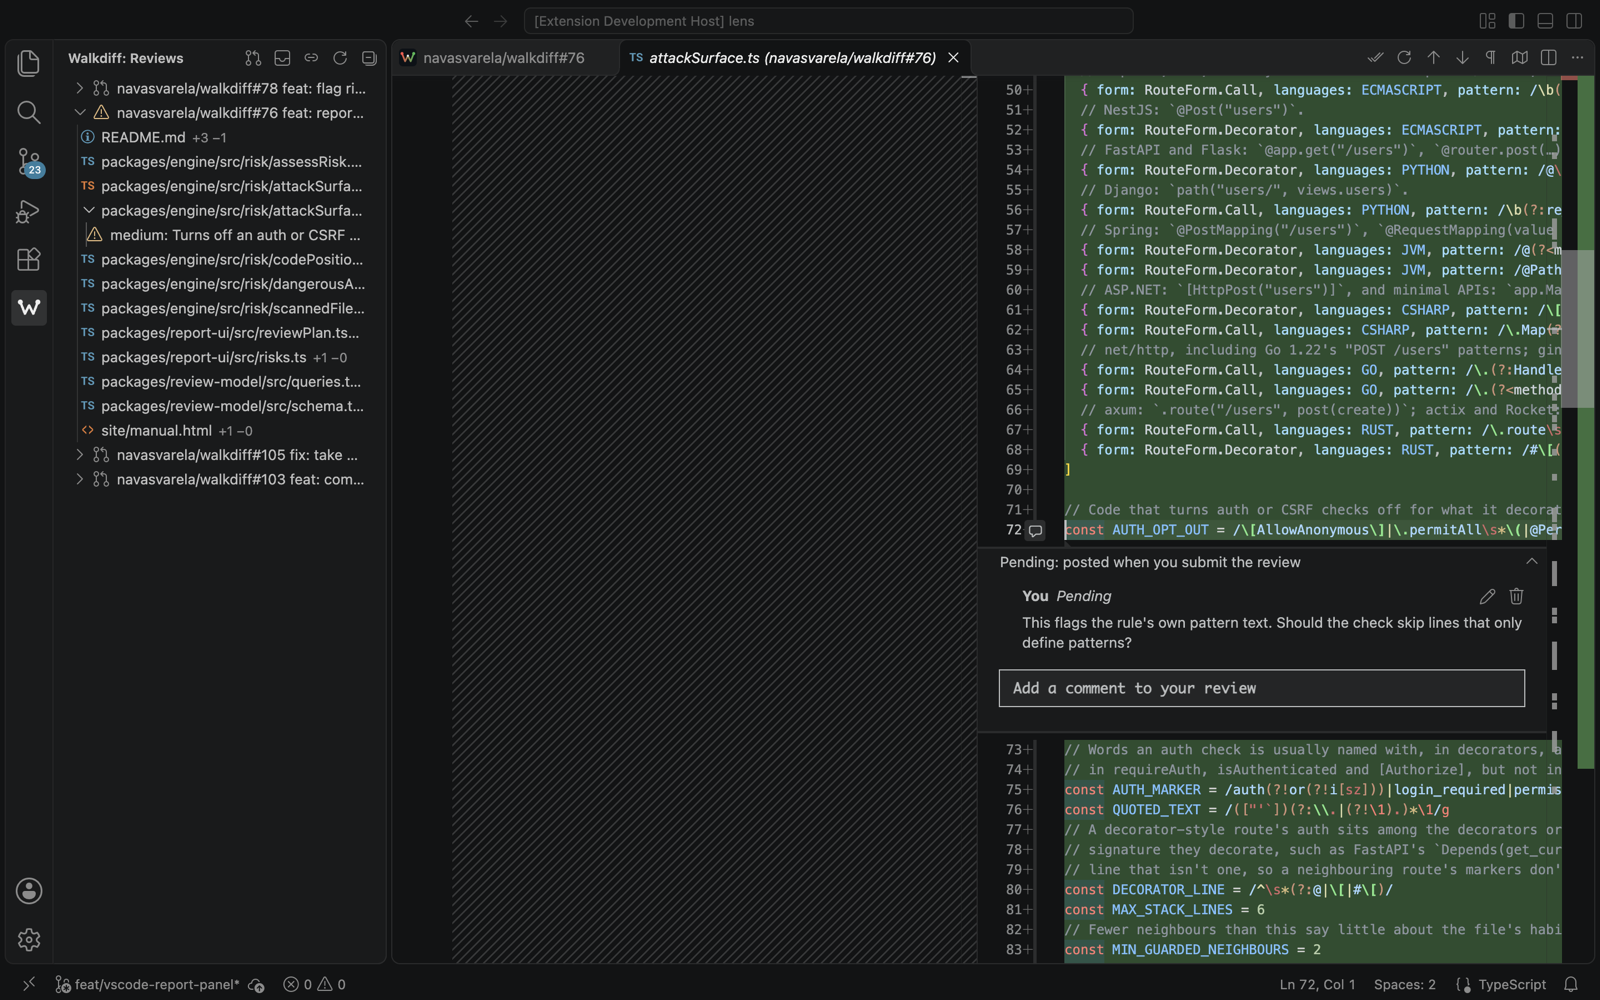 [Extension Development Host] lens
Walkdiff: Reviews
navasvarela/walkdiff#78 feat: flag ri...
navasvarela/walkdiff#76 feat: repor...
README.md +3 −1
TS packages/engine/src/risk/assessRisk....
TS packages/engine/src/risk/attackSurfa...
packages/engine/src/risk/attackSurfa...
medium: Turns off an auth or CSRF ...
TS packages/engine/src/risk/codePositio...
TS packages/engine/src/risk/dangerousA...
TS packages/engine/src/risk/scannedFile...
TS packages/report-ui/src/reviewPlan.ts...
TS packages/report-ui/src/risks.ts +1 −0
TS packages/review-model/src/queries.t...
TS packages/review-model/src/schema.t...
site/manual.html +1 −0
navasvarela/walkdiff#105 fix: take ...
navasvarela/walkdiff#103 feat: com...
23
W navasvarela/walkdiff#76
TS attackSurface.ts (navasvarela/walkdiff#76)
50+ { form: RouteForm.Call, languages: ECMASCRIPT, pattern: /\b(
51+ // NestJS: `@Post("users")`.
52+ { form: RouteForm.Decorator, languages: ECMASCRIPT, pattern:
53+ // FastAPI and Flask: `@app.get("/users")`, `@router.post(…)
54+ { form: RouteForm.Decorator, languages: PYTHON, pattern: /@\
55+ // Django: `path("users/", views.users)`.
56+ { form: RouteForm.Call, languages: PYTHON, pattern: /\b(?:re
57+ // Spring: `@PostMapping("/users")`, `@RequestMapping(value
58+ { form: RouteForm.Decorator, languages: JVM, pattern: /@(?<m
59+ { form: RouteForm.Decorator, languages: JVM, pattern: /@Path
60+ // ASP.NET: `[HttpPost("users")]`, and minimal APIs: `app.Ma
61+ { form: RouteForm.Decorator, languages: CSHARP, pattern: /\[
62+ { form: RouteForm.Call, languages: CSHARP, pattern: /\.Map(?
63+ // net/http, including Go 1.22's "POST /users" patterns; gin
64+ { form: RouteForm.Call, languages: GO, pattern: /\.(?:Handle
65+ { form: RouteForm.Call, languages: GO, pattern: /\.(?<method
66+ // axum: `.route("/users", post(create))`; actix and Rocket:
67+ { form: RouteForm.Call, languages: RUST, pattern: /\.route\s
68+ { form: RouteForm.Decorator, languages: RUST, pattern: /#\[(
69+ ]
70+
71+ // Code that turns auth or CSRF checks off for what it decorat
72 const AUTH_OPT_OUT = /\[AllowAnonymous\]|\.permitAll\s*\(|@Per
Pending: posted when you submit the review
You Pending
This flags the rule's own pattern text. Should the check skip lines that only
define patterns?
Add a comment to your review
73+ // Words an auth check is usually named with, in decorators, a
74+ // in requireAuth, isAuthenticated and [Authorize], but not in
75+ const AUTH_MARKER = /auth(?!or(?!i[sz]))|login_required|permis
76+ const QUOTED_TEXT = /(["'`])(?:\\.|(?!\1).)*\1/g
77+ // A decorator-style route's auth sits among the decorators or
78+ // signature they decorate, such as FastAPI's `Depends(get_cur
79+ // line that isn't one, so a neighbouring route's markers don'
80+ const DECORATOR_LINE = /^\s*(?:@|\[|#\[)/
81+ const MAX_STACK_LINES = 6
82+ // Fewer neighbours than this say little about the file's habi
83+ const MIN_GUARDED_NEIGHBOURS = 2
feat/vscode-report-panel* 0 0
Ln 72, Col 1 Spaces: 2 TypeScript